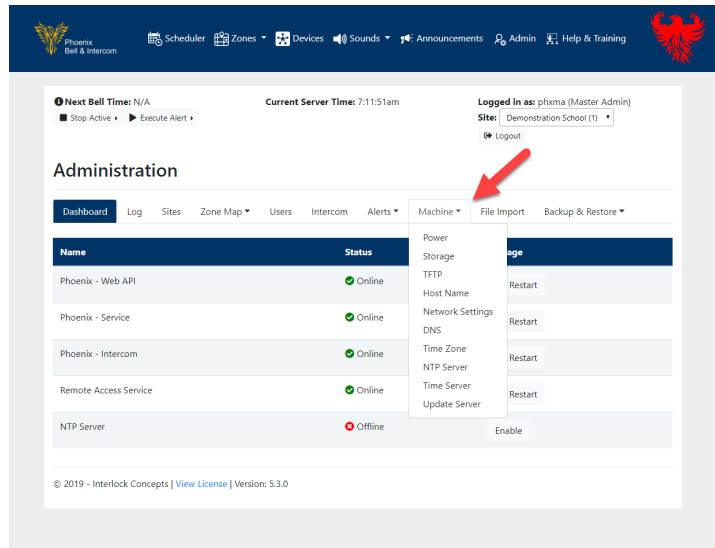 Phoenix
Bell & Intercom
Scheduler Zones Devices Sounds Announcements Admin Help & Training
Next Bell Time: N/A Current Server Time: 7:11:51am Logged in as: phxma (Master Admin)
Stop Active Execute Alert Site: Demonstration School (1)
Logout
Administration
Dashboard Log Sites Zone Map Users Intercom Alerts Machine File Import Backup & Restore
Power
Storage
TFTP
Host Name
Network Settings
DNS
Time Zone
NTP Server
Time Server
Update Server
Name Status age
Phoenix - Web API Online Restart
Phoenix - Service Online Restart
Phoenix - Intercom Online Restart
Remote Access Service Online Restart
NTP Server Offline Enable
© 2019 - Interlock Concepts | View License | Version: 5.3.0